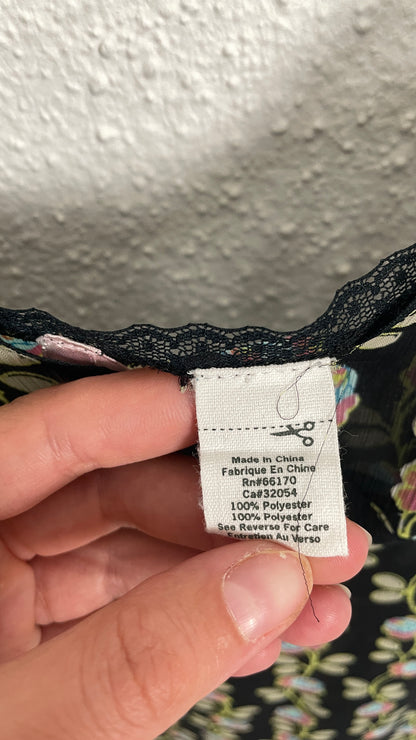 Made In China
Fabrique En Chine
Rn#66170
Ca#32054
100% Polyester
100% Polyester
See Reverse For Care
Entretien Au Verso